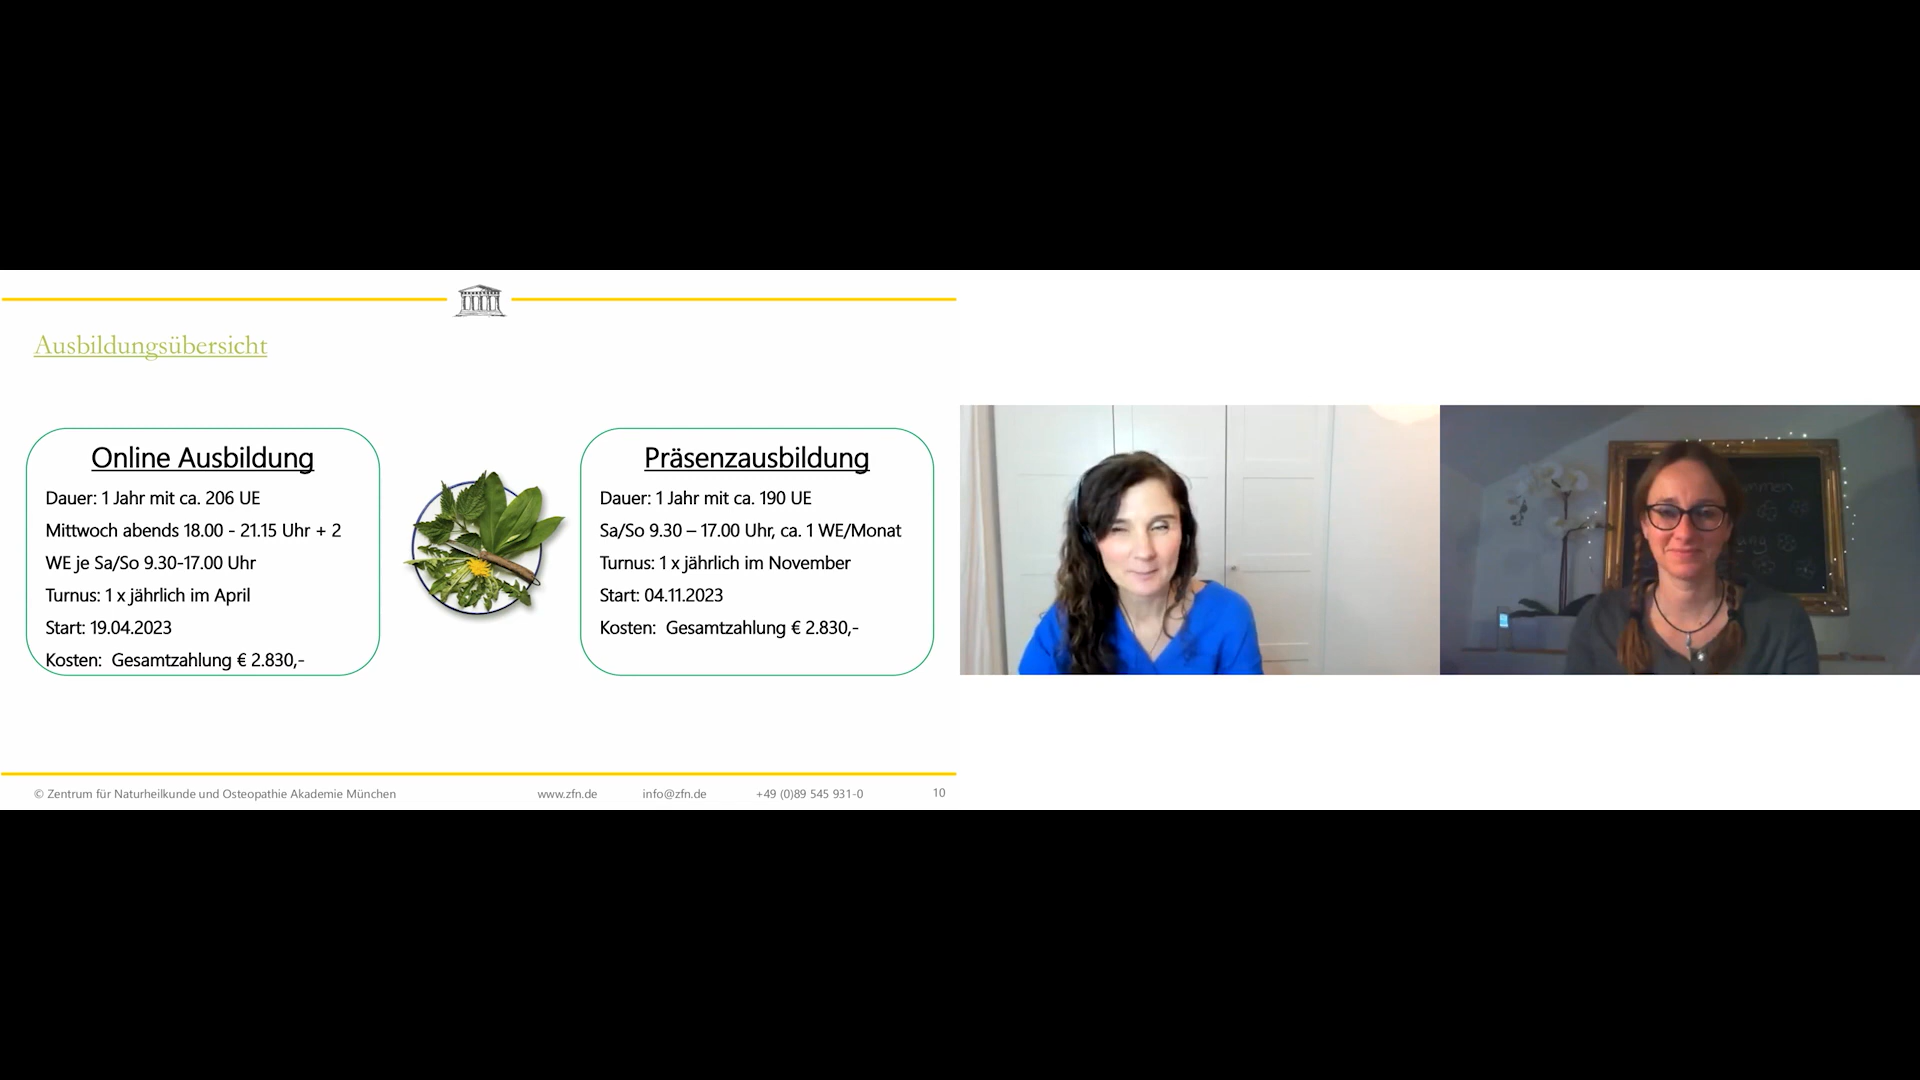 Ausbildungsübersicht
Online Ausbildung
Dauer: 1 Jahr mit ca. 206 UE
Mittwoch abends 18.00 - 21.15 Uhr + 2
WE je Sa/So 9.30-17.00 Uhr
Turnus: 1 x jährlich im April
Start: 19.04.2023
Kosten:  Gesamtzahlung € 2.830,-
Präsenzausbildung
Dauer: 1 Jahr mit ca. 190 UE
Sa/So 9.30 – 17.00 Uhr, ca. 1 WE/Monat
Turnus: 1 x jährlich im November
Start: 04.11.2023
Kosten:  Gesamtzahlung € 2.830,-
© Zentrum für Naturheilkunde und Osteopathie Akademie München www.zfn.de info@zfn.de +49 (0)89 545 931-0 10